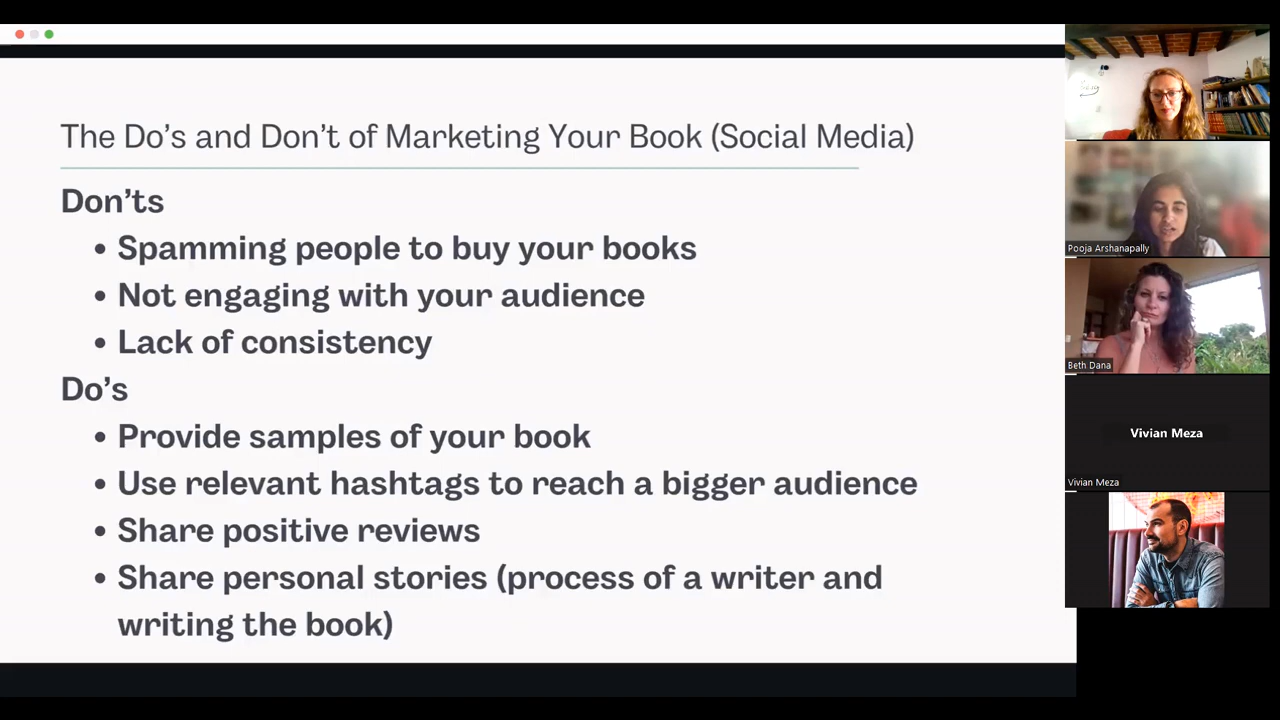 The Do’s and Don’t of Marketing Your Book (Social Media)
Don’ts
• Spamming people to buy your books
• Not engaging with your audience
• Lack of consistency
Do’s
• Provide samples of your book
• Use relevant hashtags to reach a bigger audience
• Share positive reviews
• Share personal stories (process of a writer and
writing the book)
Pooja Arshanapally
Beth Dana
Vivian Meza
Vivian Meza